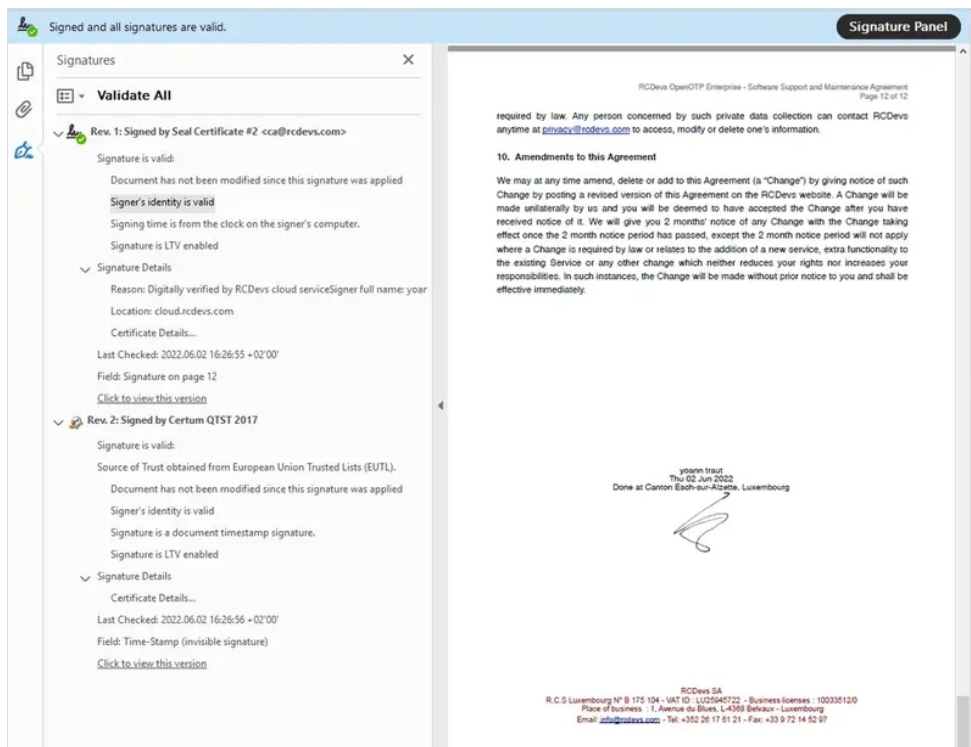 Signed and all signatures are valid.
Signature Panel
Signatures
Validate All
Rev. 1: Signed by Seal Certificate #2 <ca@rcdevs.com>
Signature is valid:
Document has not been modified since this signature was applied
Signer's identity is valid
Signing time is from the clock on the signer's computer.
Signature is LTV enabled
Signature Details
Reason: Digitally verified by RCDevs cloud serviceSigner full name: yoar
Location: cloud.rcdevs.com
Certificate Details...
Last Checked: 2022.06.02 16:26:55 +02'00'
Field: Signature on page 12
Click to view this version
Rev. 2: Signed by Certum QTST 2017
Signature is valid:
Source of Trust obtained from European Union Trusted Lists (EUTL).
Document has not been modified since this signature was applied
Signer's identity is valid
Signature is a document timestamp signature.
Signature is LTV enabled
Signature Details
Certificate Details...
Last Checked: 2022.06.02 16:26:56 +02'00'
Field: Time-Stamp (invisible signature)
Click to view this version
RCDevs OpenOTP Enterprise - Software Support and Maintenance Agreement
Page 12 of 12
required by law. Any person concerned by such private data collection can contact RCDevs
anytime at privacy@rcdevs.com to access, modify or delete one's information.
10. Amendments to this Agreement
We may at any time amend, delete or add to this Agreement (a "Change") by giving notice of such
Change by posting a revised version of this Agreement on the RCDevs website. A Change will be
made unilaterally by us and you will be deemed to have accepted the Change after you have
received notice of it. We will give you 2 months' notice of any Change with the Change taking
effect once the 2 month notice period has passed, except the 2 month notice period will not apply
where a Change is required by law or relates to the addition of a new service, extra functionality to
the existing Service or any other change which neither reduces your rights nor increases your
responsibilities. In such instances, the Change will be made without prior notice to you and shall be
effective immediately.
yoann traut
Thu 02 Jun 2022
Done at Canton Esch-sur-Alzette, Luxembourg
RCDevs SA
R.C.S Luxembourg N° B 175 104 - VAT ID : LU25945722 - Business licenses : 10033512/0
Place of business : 1, Avenue du Blues, L-4368 Belvaux - Luxembourg
Email: info@rcdevs.com - Tel: +352 26 17 61 21 - Fax: +33 9 72 14 52 97